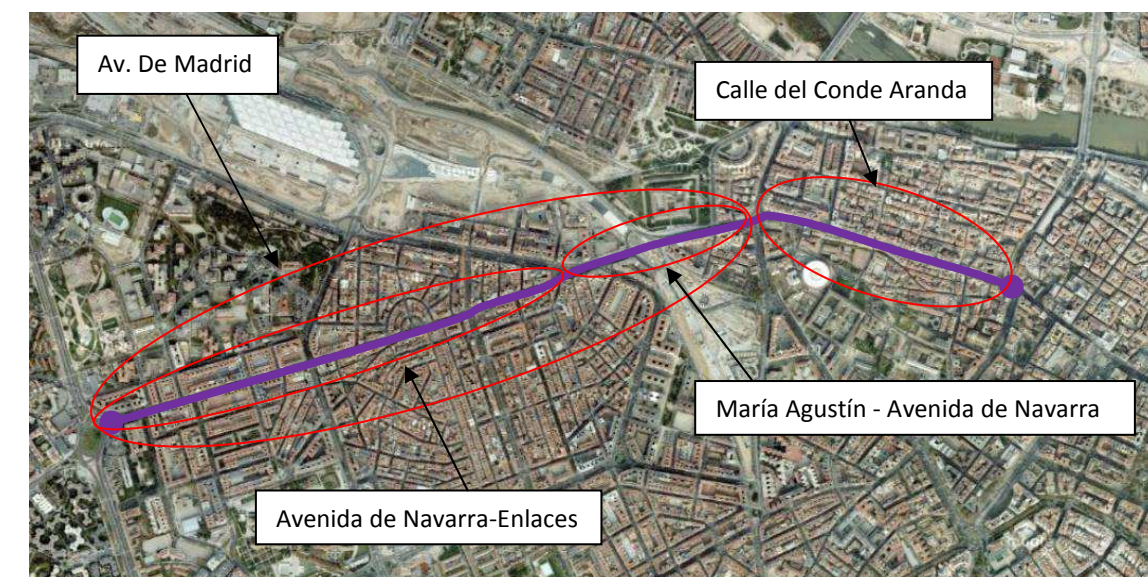 Av. De Madrid
Calle del Conde Aranda
María Agustín - Avenida de Navarra
Avenida de Navarra-Enlaces